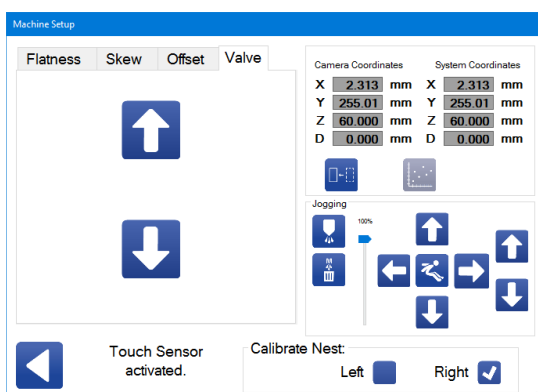 Machine Setup
Flatness Skew Offset Valve
Camera Coordinates System Coordinates
X 2.313 mm X 2.313 mm
Y 255.01 mm Y 255.01 mm
Z 60.000 mm Z 60.000 mm
D 0.000 mm D 0.000 mm
Jogging
100%
M
Touch Sensor
activated.
Calibrate Nest:
Left Right